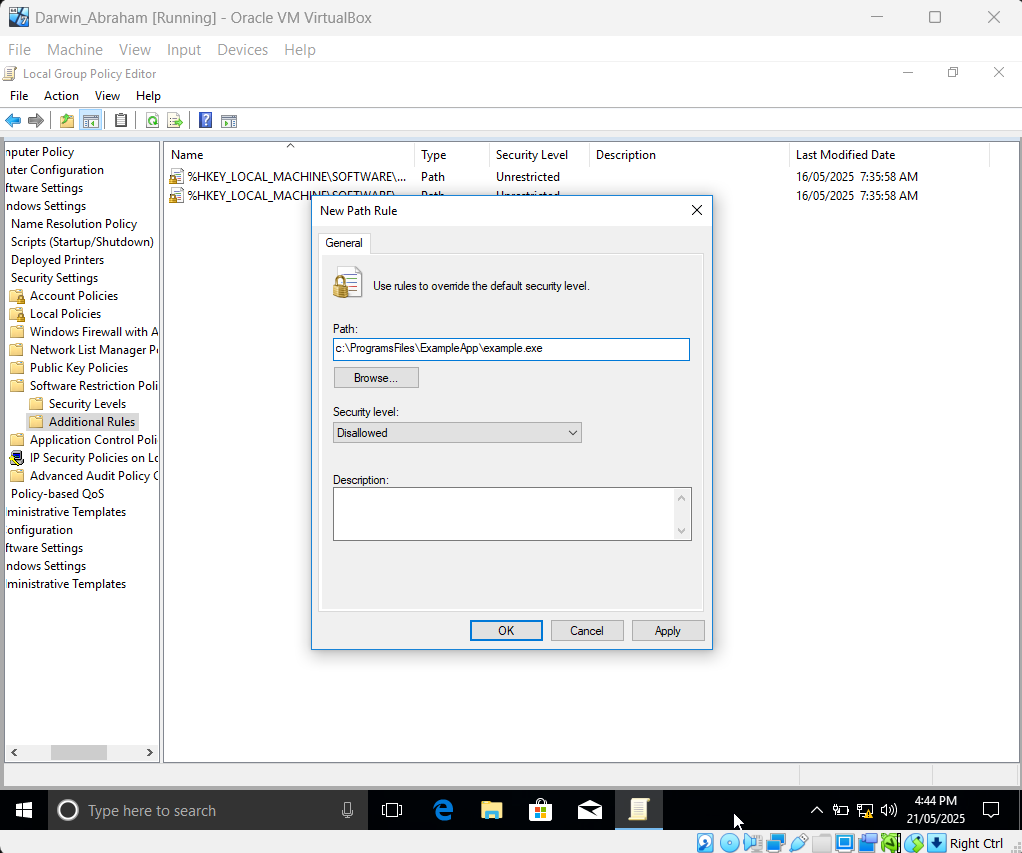 Darwin_Abraham [Running] - Oracle VM VirtualBox
File Machine View Input Devices Help
Local Group Policy Editor
File Action View Help
nputer Policy
uter Configuration
ftware Settings
ndows Settings
Name Resolution Policy
Scripts (Startup/Shutdown)
Deployed Printers
Security Settings
Account Policies
Local Policies
Windows Firewall with A
Network List Manager P
Public Key Policies
Software Restriction Poli
Security Levels
Additional Rules
Application Control Poli
IP Security Policies on Lo
Advanced Audit Policy C
Policy-based QoS
ministrative Templates
onfiguration
ftware Settings
ndows Settings
ministrative Templates
Name Type Security Level Description Last Modified Date
%HKEY_LOCAL_MACHINE\SOFTWARE\... Path Unrestricted 16/05/2025 7:35:58 AM
%HKEY_LOCAL_MACHINE\SOFTWARE\ Path Unrestricted 16/05/2025 7:35:58 AM
New Path Rule
General
Use rules to override the default security level.
Path:
c:\ProgramsFiles\ExampleApp\example.exe
Browse...
Security level:
Disallowed
Description:
OK Cancel Apply
Type here to search
4:44 PM
21/05/2025
Right Ctrl